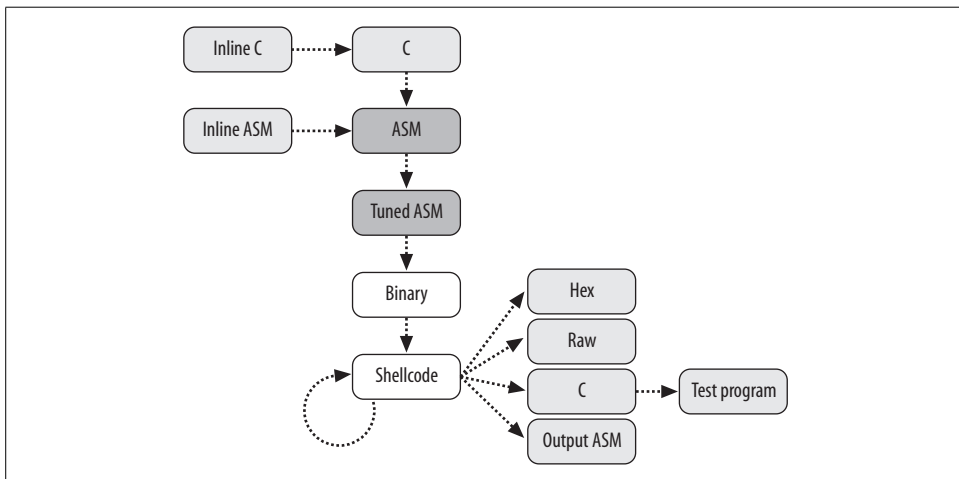 Inline C
C
Inline ASM
ASM
Tuned ASM
Binary
Hex
Raw
Shellcode
C
Test program
Output ASM